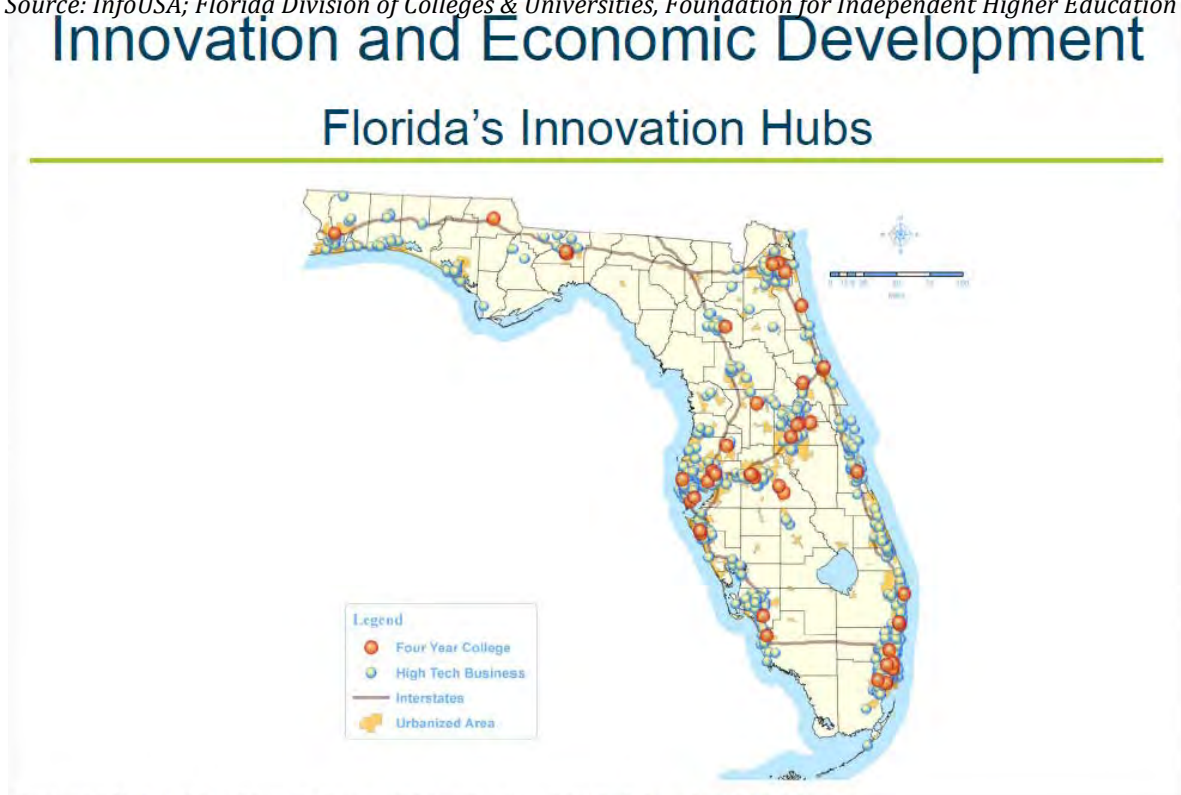 Source: InfoUSA; Florida Division of Colleges & Universities, Foundation for Independent Higher Education
Innovation and Economic Development
Florida's Innovation Hubs
Legend
Four Year College
High Tech Business
Interstates
Urbanized Area